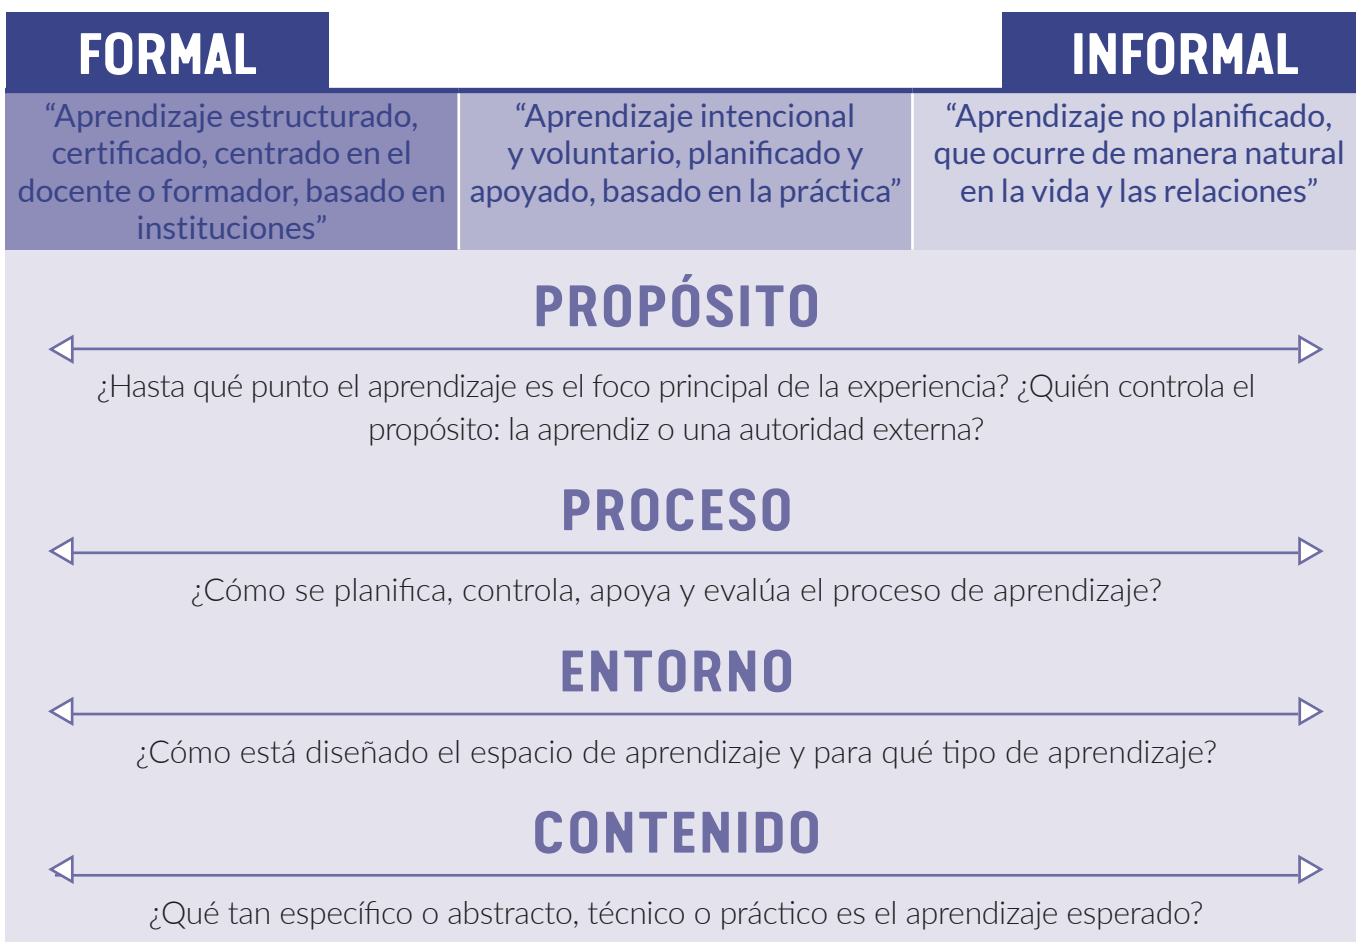 FORMAL
INFORMAL
“Aprendizaje estructurado,
certificado, centrado en el
docente o formador, basado en
instituciones”
“Aprendizaje intencional
y voluntario, planificado y
apoyado, basado en la práctica”
“Aprendizaje no planificado,
que ocurre de manera natural
en la vida y las relaciones”
PROPÓSITO
¿Hasta qué punto el aprendizaje es el foco principal de la experiencia? ¿Quién controla el
propósito: la aprendiz o una autoridad externa?
PROCESO
¿Cómo se planifica, controla, apoya y evalúa el proceso de aprendizaje?
ENTORNO
¿Cómo está diseñado el espacio de aprendizaje y para qué tipo de aprendizaje?
CONTENIDO
¿Qué tan específico o abstracto, técnico o práctico es el aprendizaje esperado?